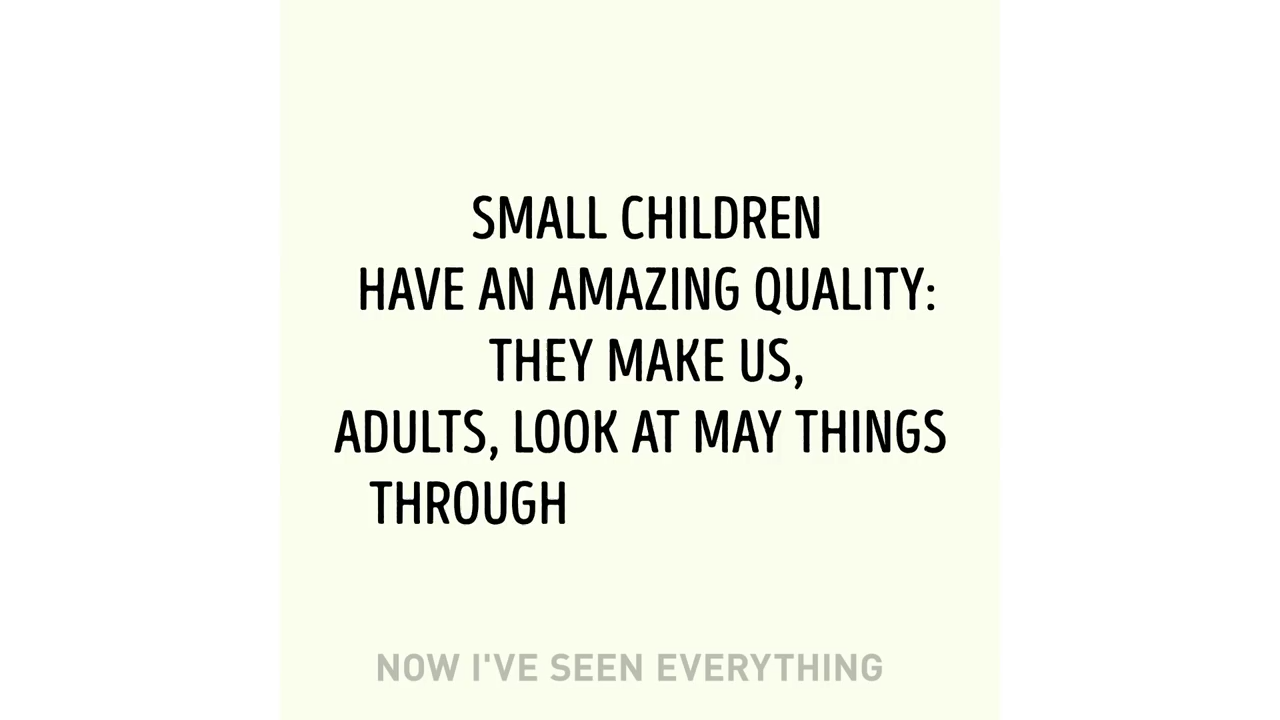 SMALL CHILDREN
HAVE AN AMAZING QUALITY:
THEY MAKE US,
ADULTS, LOOK AT MAY THINGS
THROUGH
NOW I'VE SEEN EVERYTHING